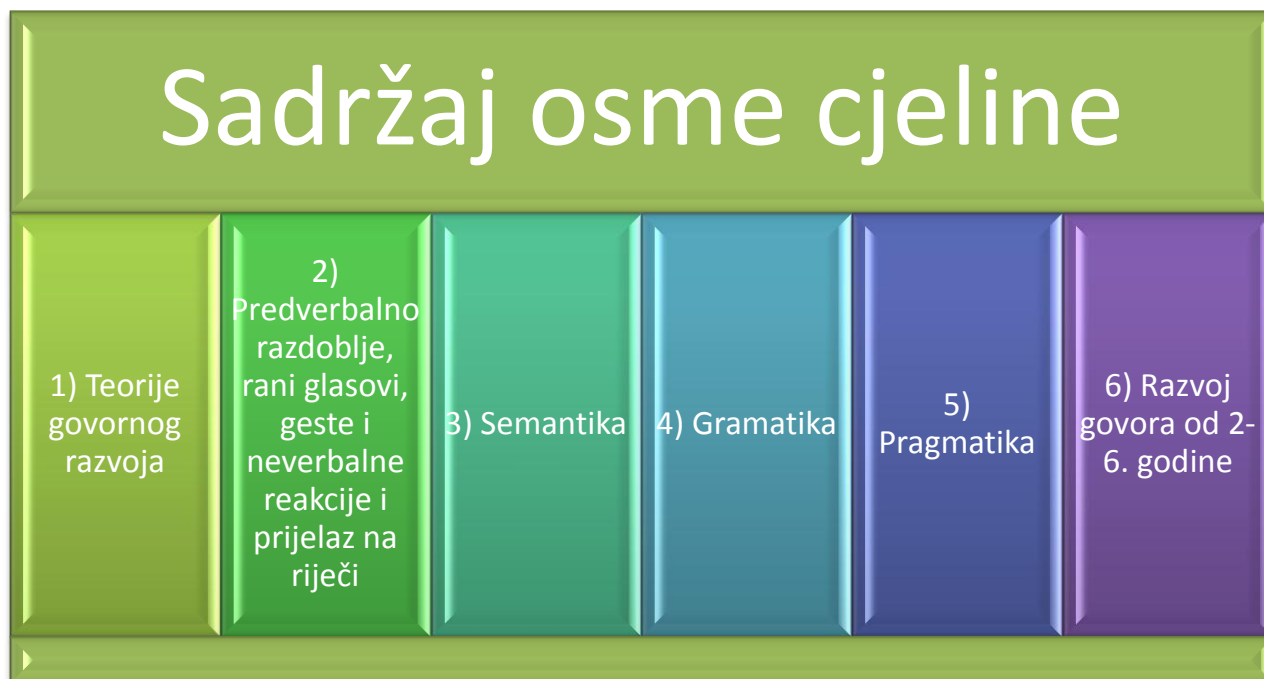 Sadržaj osme cjeline
1) Teorije
govornog
razvoja
2)
Predverbalno
razdoblje,
rani glasovi,
geste i
neverbalne
reakcije i
prijelaz na
riječi
3) Semantika
4) Gramatika
5)
Pragmatika
6) Razvoj
govora od 2-
6. godine